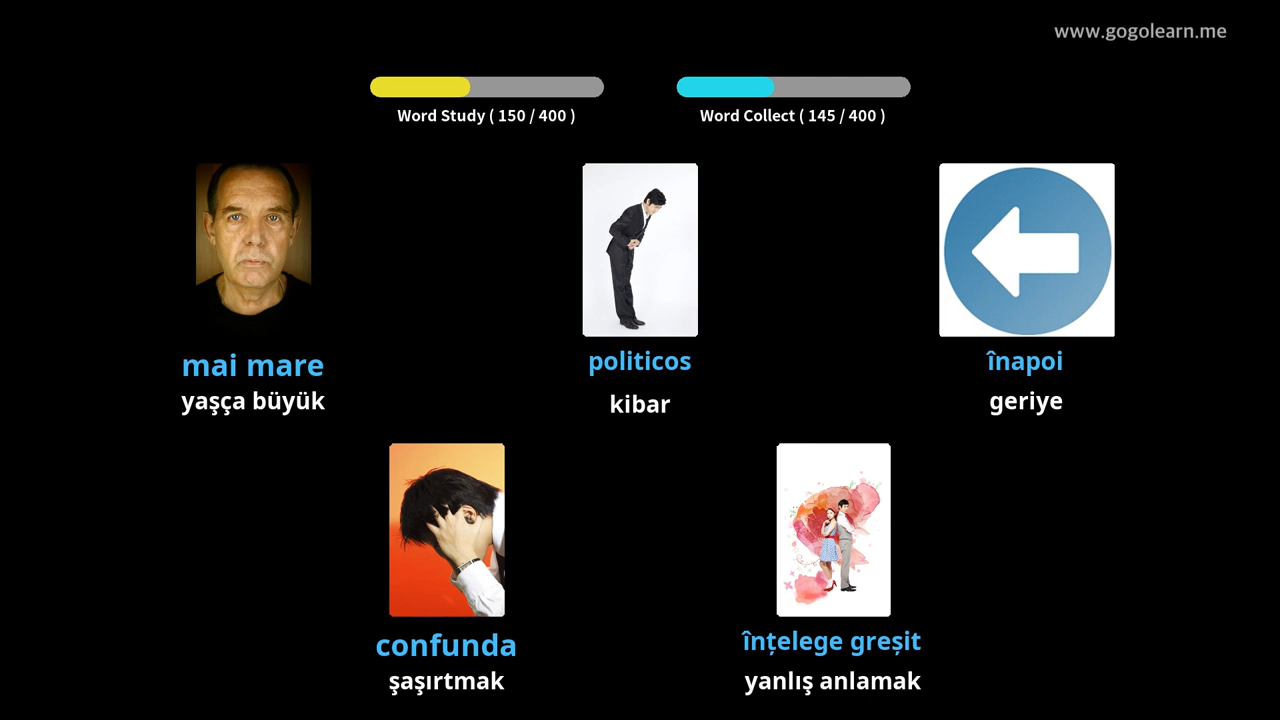 www.gogolearn.me
Word Study ( 150 / 400 )
Word Collect ( 145 / 400 )
mai mare
yaşça büyük
politicos
kibar
înapoi
geriye
confunda
şaşırtmak
înțelege greșit
yanlış anlamak